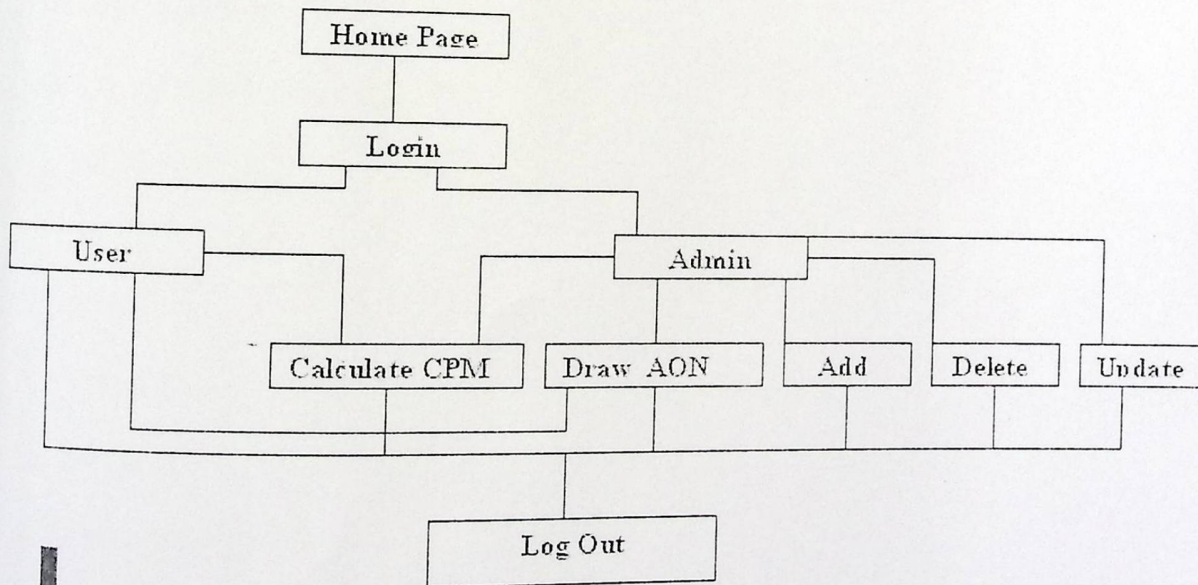 Home Page
Login
User
Admin
Calculate CPM
Draw AON
Add
Delete
Update
Log Out